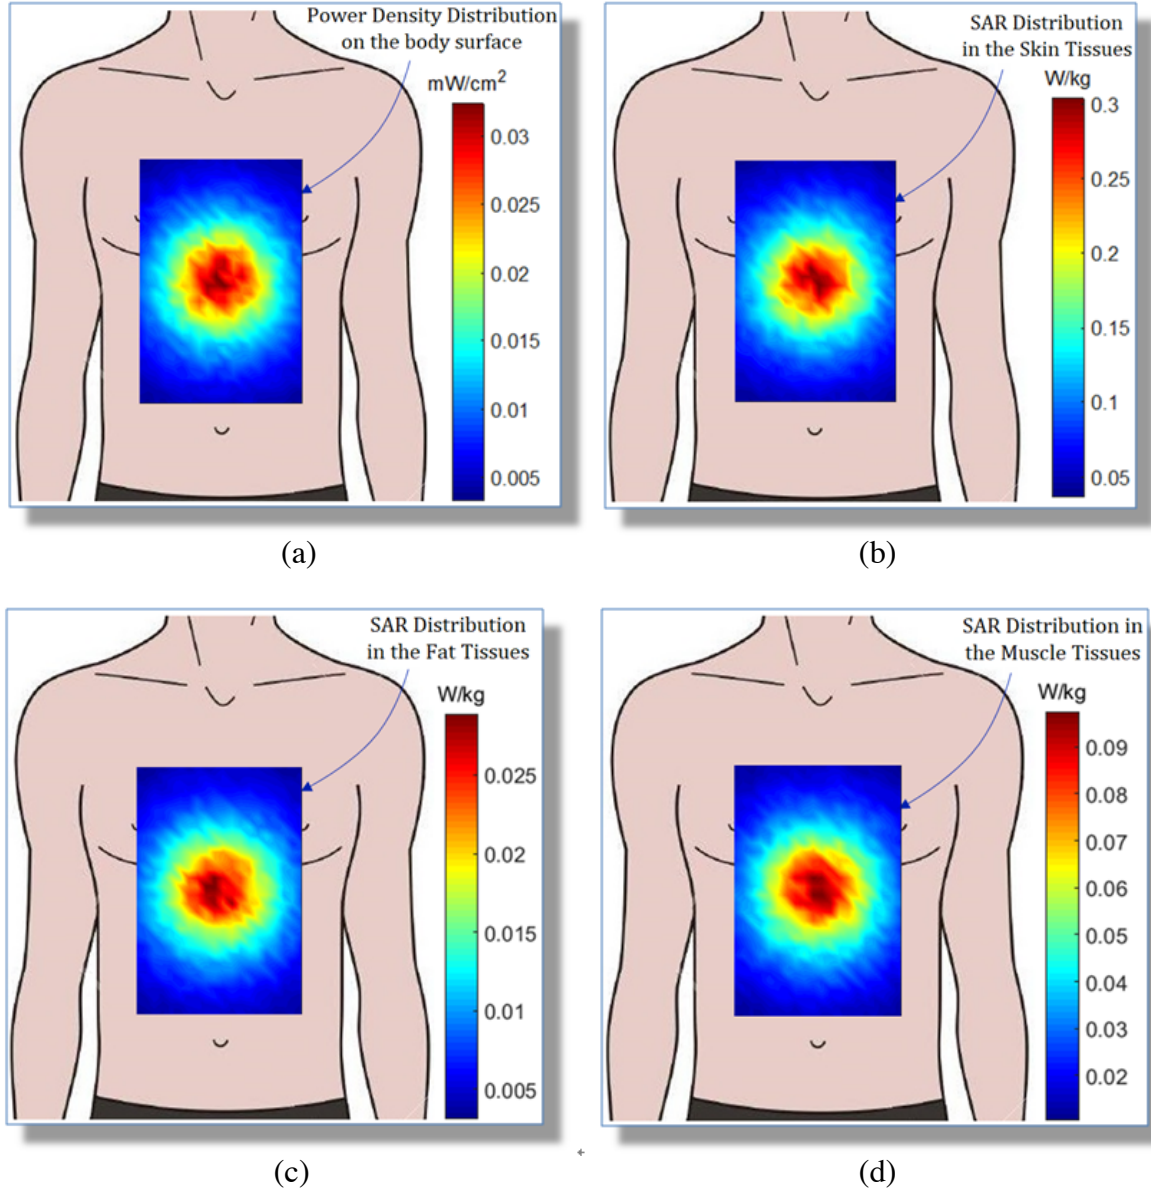 Power Density Distribution
on the body surface
mW/cm²
0.03
0.025
0.02
0.015
0.01
0.005
(a)
SAR Distribution
in the Skin Tissues
W/kg
0.3
0.25
0.2
0.15
0.1
0.05
(b)
SAR Distribution
in the Fat Tissues
W/kg
0.025
0.02
0.015
0.01
0.005
(c)
SAR Distribution in
the Muscle Tissues
W/kg
0.09
0.08
0.07
0.06
0.05
0.04
0.03
0.02
(d)